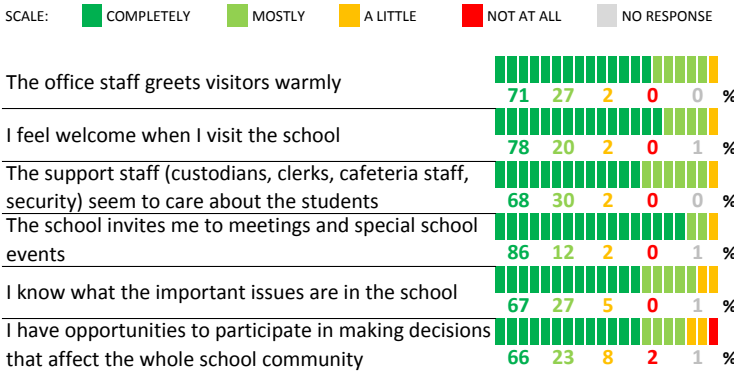 SCALE: COMPLETELY MOSTLY A LITTLE NOT AT ALL NO RESPONSE
The office staff greets visitors warmly
71 27 2 0 0 %
I feel welcome when I visit the school
78 20 2 0 1 %
The support staff (custodians, clerks, cafeteria staff,
security) seem to care about the students
68 30 2 0 0 %
The school invites me to meetings and special school
events
86 12 2 0 1 %
I know what the important issues are in the school
67 27 5 0 1 %
I have opportunities to participate in making decisions
that affect the whole school community
66 23 8 2 1 %